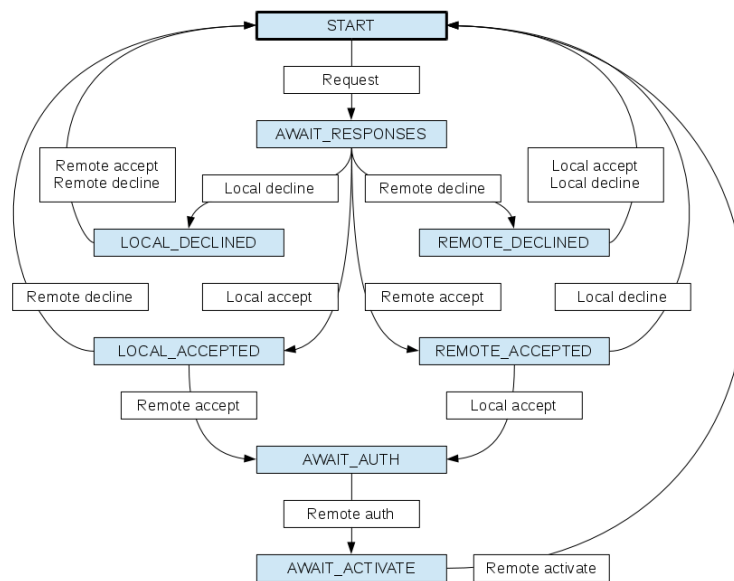 START
Request
AWAIT_RESPONSES
Remote accept
Remote decline
Local decline
Remote decline
Local accept
Local decline
LOCAL_DECLINED
REMOTE_DECLINED
Remote decline
Local accept
Remote accept
Local decline
LOCAL_ACCEPTED
REMOTE_ACCEPTED
Remote accept
Local accept
AWAIT_AUTH
Remote auth
AWAIT_ACTIVATE
Remote activate